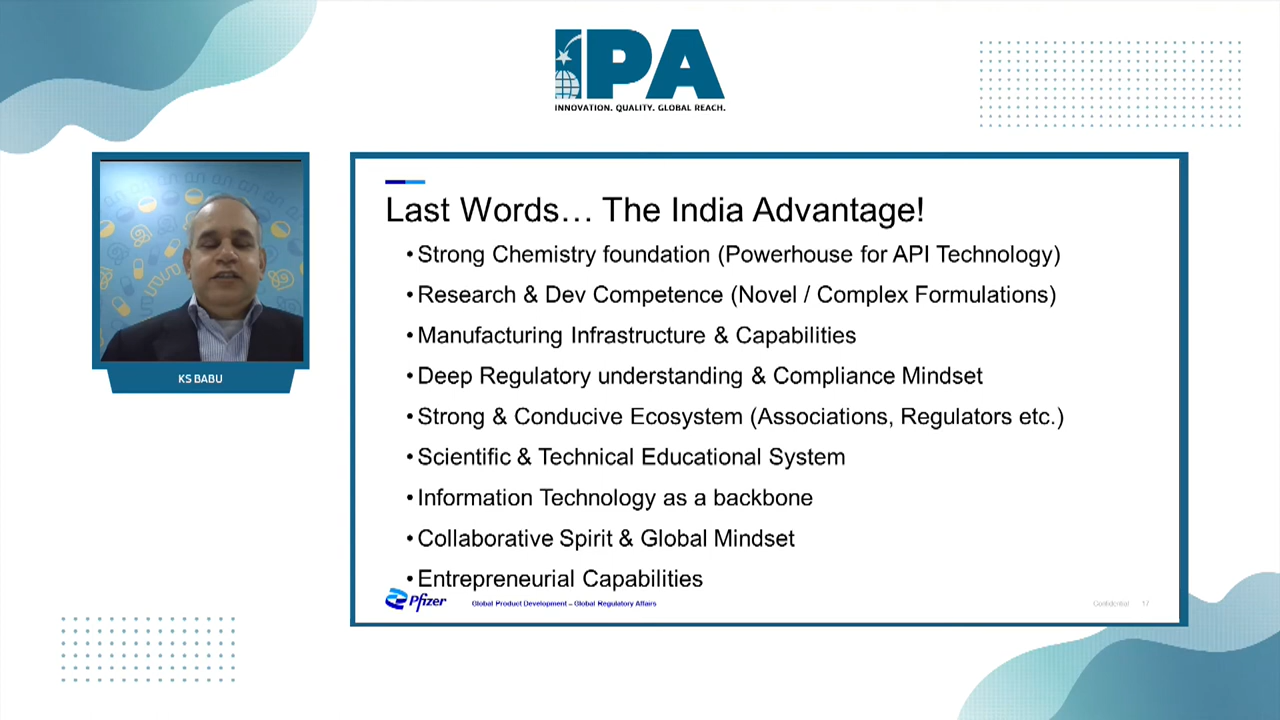 IPA
INNOVATION. QUALITY. GLOBAL REACH.
KS BABU
Last Words… The India Advantage!
•Strong Chemistry foundation (Powerhouse for API Technology)
•Research & Dev Competence (Novel / Complex Formulations)
•Manufacturing Infrastructure & Capabilities
•Deep Regulatory understanding & Compliance Mindset
•Strong & Conducive Ecosystem (Associations, Regulators etc.)
•Scientific & Technical Educational System
•Information Technology as a backbone
•Collaborative Spirit & Global Mindset
•Entrepreneurial Capabilities
Pfizer
Global Product Development – Global Regulatory Affairs
Confidential 17